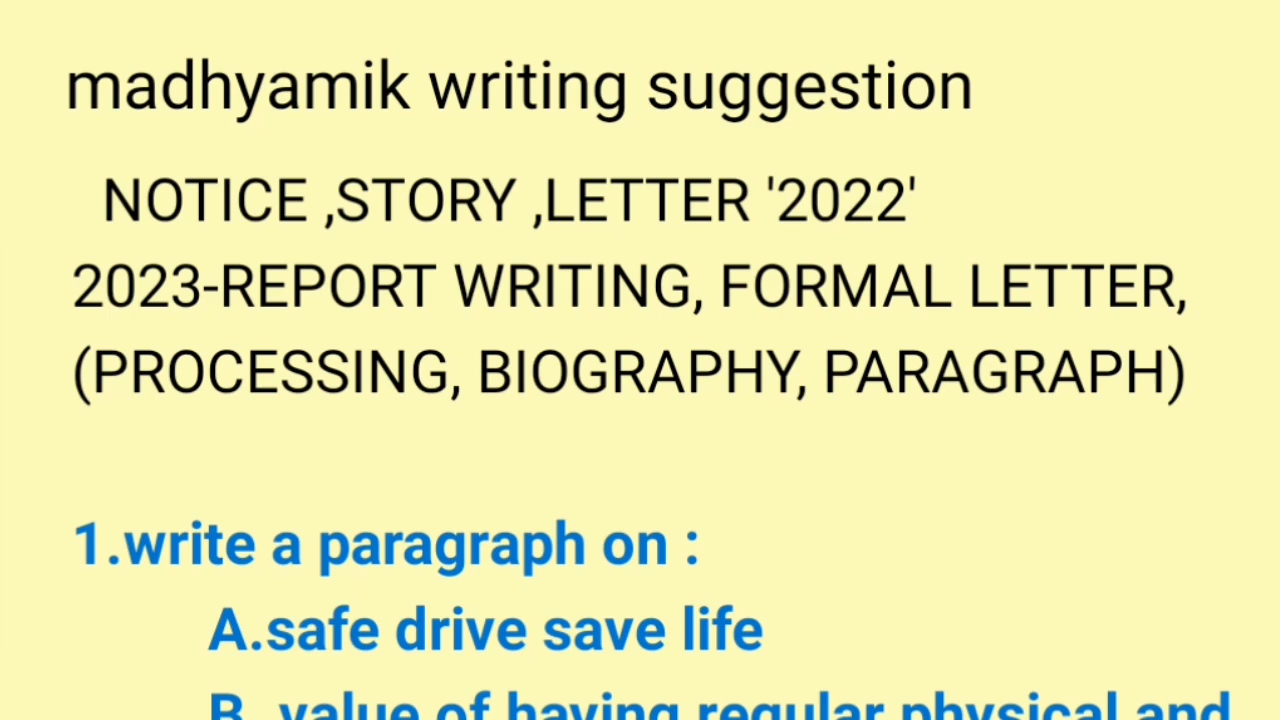 madhyamik writing suggestion
NOTICE ,STORY ,LETTER '2022'
2023-REPORT WRITING, FORMAL LETTER,
(PROCESSING, BIOGRAPHY, PARAGRAPH)
1.write a paragraph on :
A.safe drive save life
B. value of having regular physical and